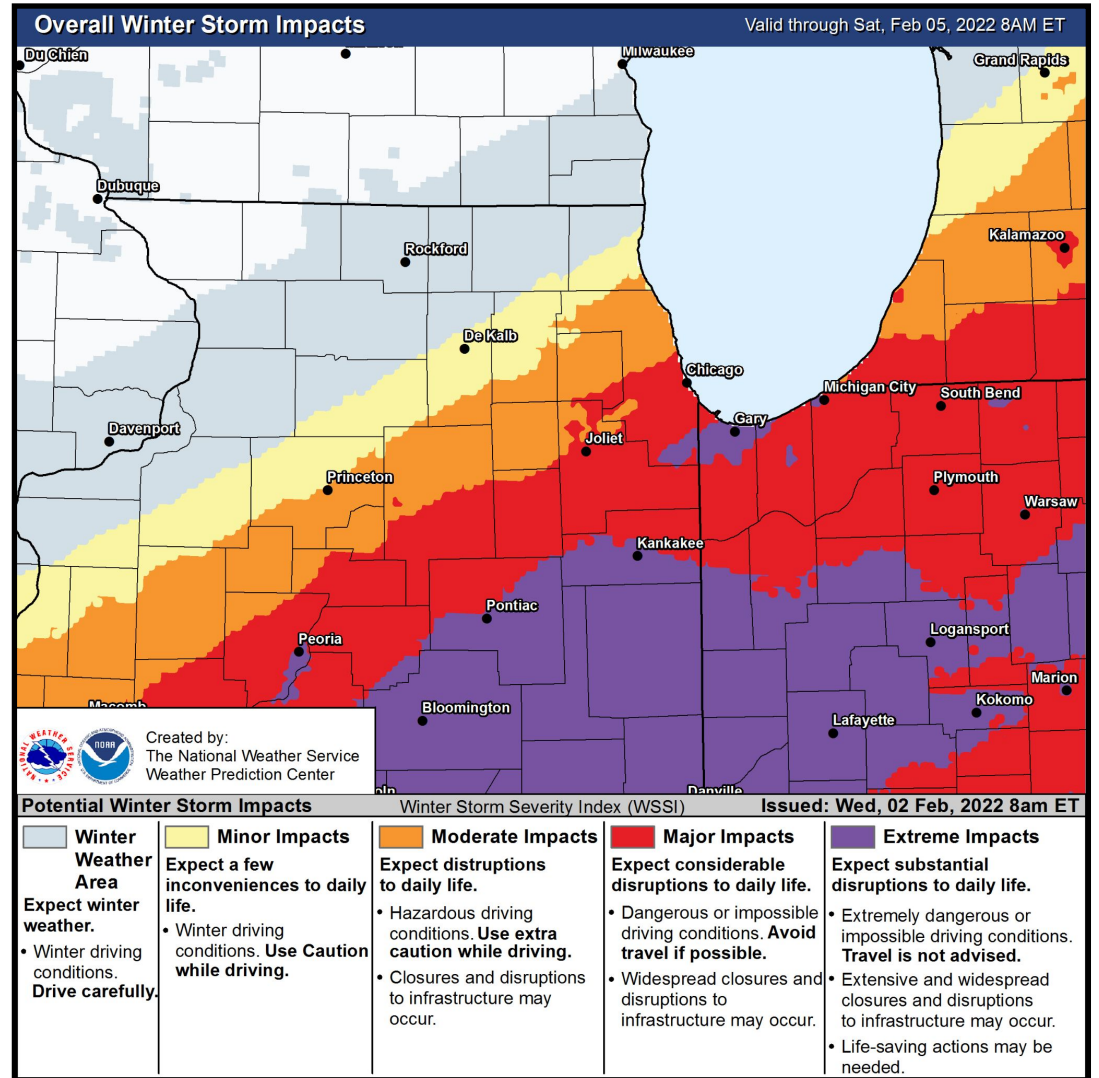 Overall Winter Storm Impacts
Valid through Sat, Feb 05, 2022 8AM ET
Du Chien
Milwaukee
Grand Rapids
Dubuque
Rockford
Kalamazoo
De Kalb
Chicago
Michigan City
South Bend
Gary
Davenport
Joliet
Princeton
Plymouth
Warsaw
Kankakee
Pontiac
Peoria
Logansport
Marion
Macomb
Bloomington
Kokomo
Lafayette
Danville
NATIONAL WEATHER SERVICE
NOAA
Created by:
The National Weather Service
Weather Prediction Center
Potential Winter Storm Impacts
Winter Storm Severity Index (WSSI)
Issued: Wed, 02 Feb, 2022 8am ET
Winter
Weather
Area
Expect winter
weather.
• Winter driving
conditions.
Drive carefully.
Minor Impacts
Expect a few
inconveniences to daily
life.
• Winter driving
conditions. Use Caution
while driving.
Moderate Impacts
Expect distruptions
to daily life.
• Hazardous driving
conditions. Use extra
caution while driving.
• Closures and disruptions
to infrastructure may
occur.
Major Impacts
Expect considerable
disruptions to daily life.
• Dangerous or impossible
driving conditions. Avoid
travel if possible.
• Widespread closures and
disruptions to
infrastructure may occur.
Extreme Impacts
Expect substantial
disruptions to daily life.
• Extremely dangerous or
impossible driving conditions.
Travel is not advised.
• Extensive and widespread
closures and disruptions
to infrastructure may occur.
• Life-saving actions may be
needed.